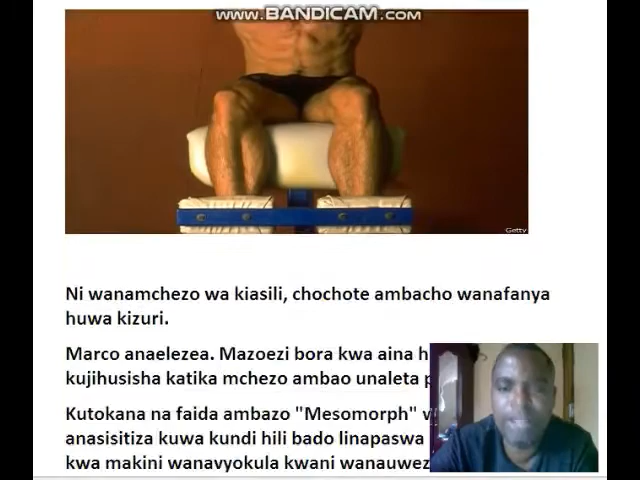 www.BANDICAM.com
Getty
Ni wanamchezo wa kiasili, chochote ambacho wanafanya
huwa kizuri.
Marco anaelezea. Mazoezi bora kwa aina
kujihusisha katika mchezo ambao unaleta
Kutokana na faida ambazo "Mesomorph"
anasisitiza kuwa kundi hili bado linapaswa
kwa makini wanavyokula kwani